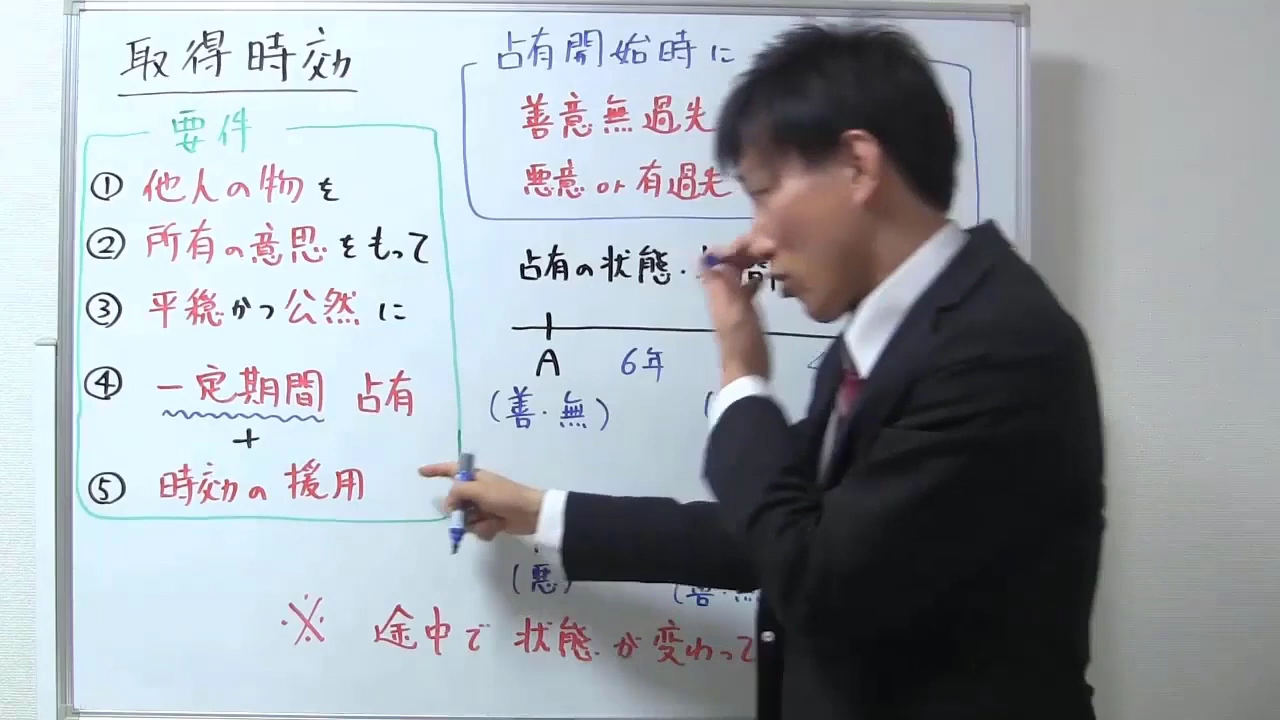 取得時効
要件
① 他人の物を
② 所有の意思をもって
③ 平穏かつ公然に
④ 一定期間 占有
+
⑤ 時効の援用
占有開始時に
善意無過失
悪意or有過失
占有の状態・
A 6年
(善・無)
(悪)
(善・無
※ 途中で状態が変わって